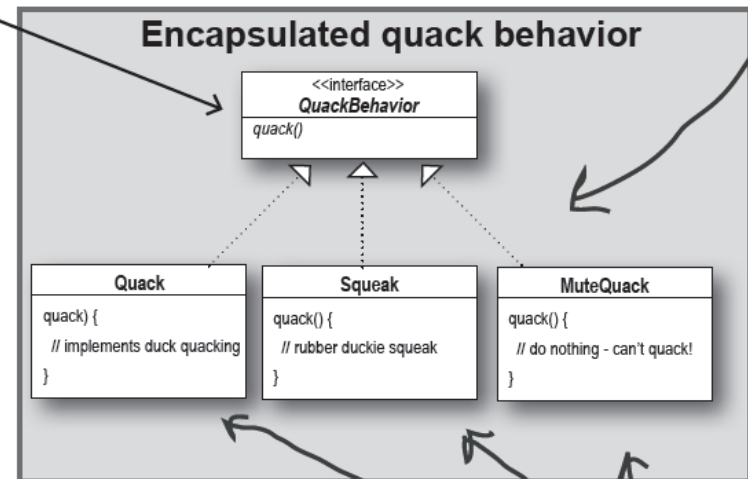 Encapsulated quack behavior
<<interface>>
QuackBehavior
quack()
Quack
quack) {
// implements duck quacking
}
Squeak
quack() {
// rubber duckie squeak
}
MuteQuack
quack() {
// do nothing - can't quack!
}